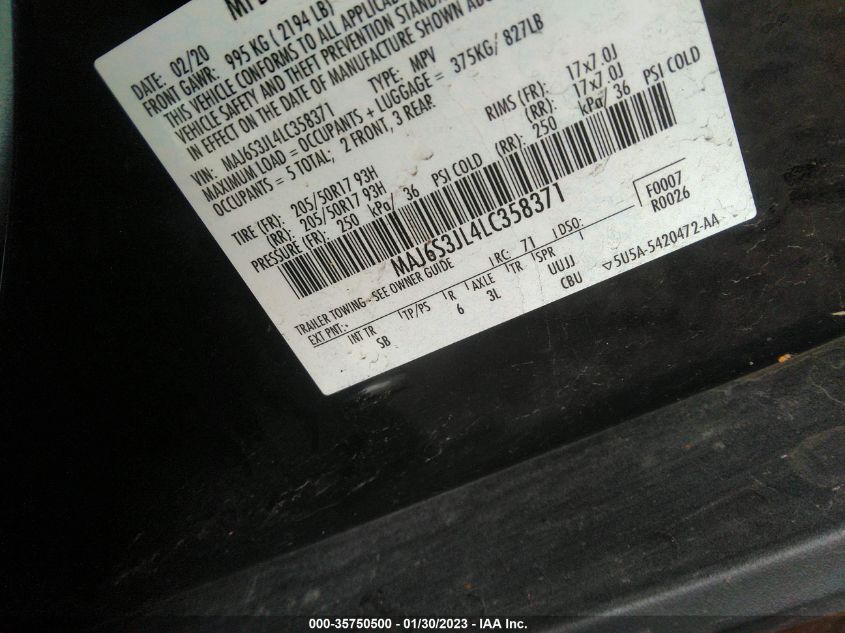 DATE: 02/20
FRONT GAWR: 995 KG ( 2194 LB)
THIS VEHICLE CONFORMS TO ALL APPLICABLE
VEHICLE SAFETY AND THEFT PREVENTION
IN EFFECT ON THE DATE OF MANUFACTURE SHOWN
VIN: MAJ6S3JL4LC358371 TYPE: MPV
MAXIMUM LOAD = OCCUPANTS + LUGGAGE = 375KG/ 827LB
OCCUPANTS = 5 TOTAL; 2 FRONT, 3 REAR
TIRE (FR): 205/50R17 93H RIMS (FR): 17x7.0J
(RR): 205/50R17 93H (RR): 17x7.0J
PRESSURE (FR): 250 kPa/ 36 PSI COLD (RR): 250 kPa/ 36 PSI COLD
MAJ6S3JL4LC358371
TRAILER TOWING - SEE OWNER GUIDE
EXT PNT: RC: 71 DSO: F0007
R0026
INT TR TP/PS R AXLE TR SPR
SB 6 3L UUJJ
CBU 5U5A-5420472-AA
000-35750500 - 01/30/2023 - IAA Inc.